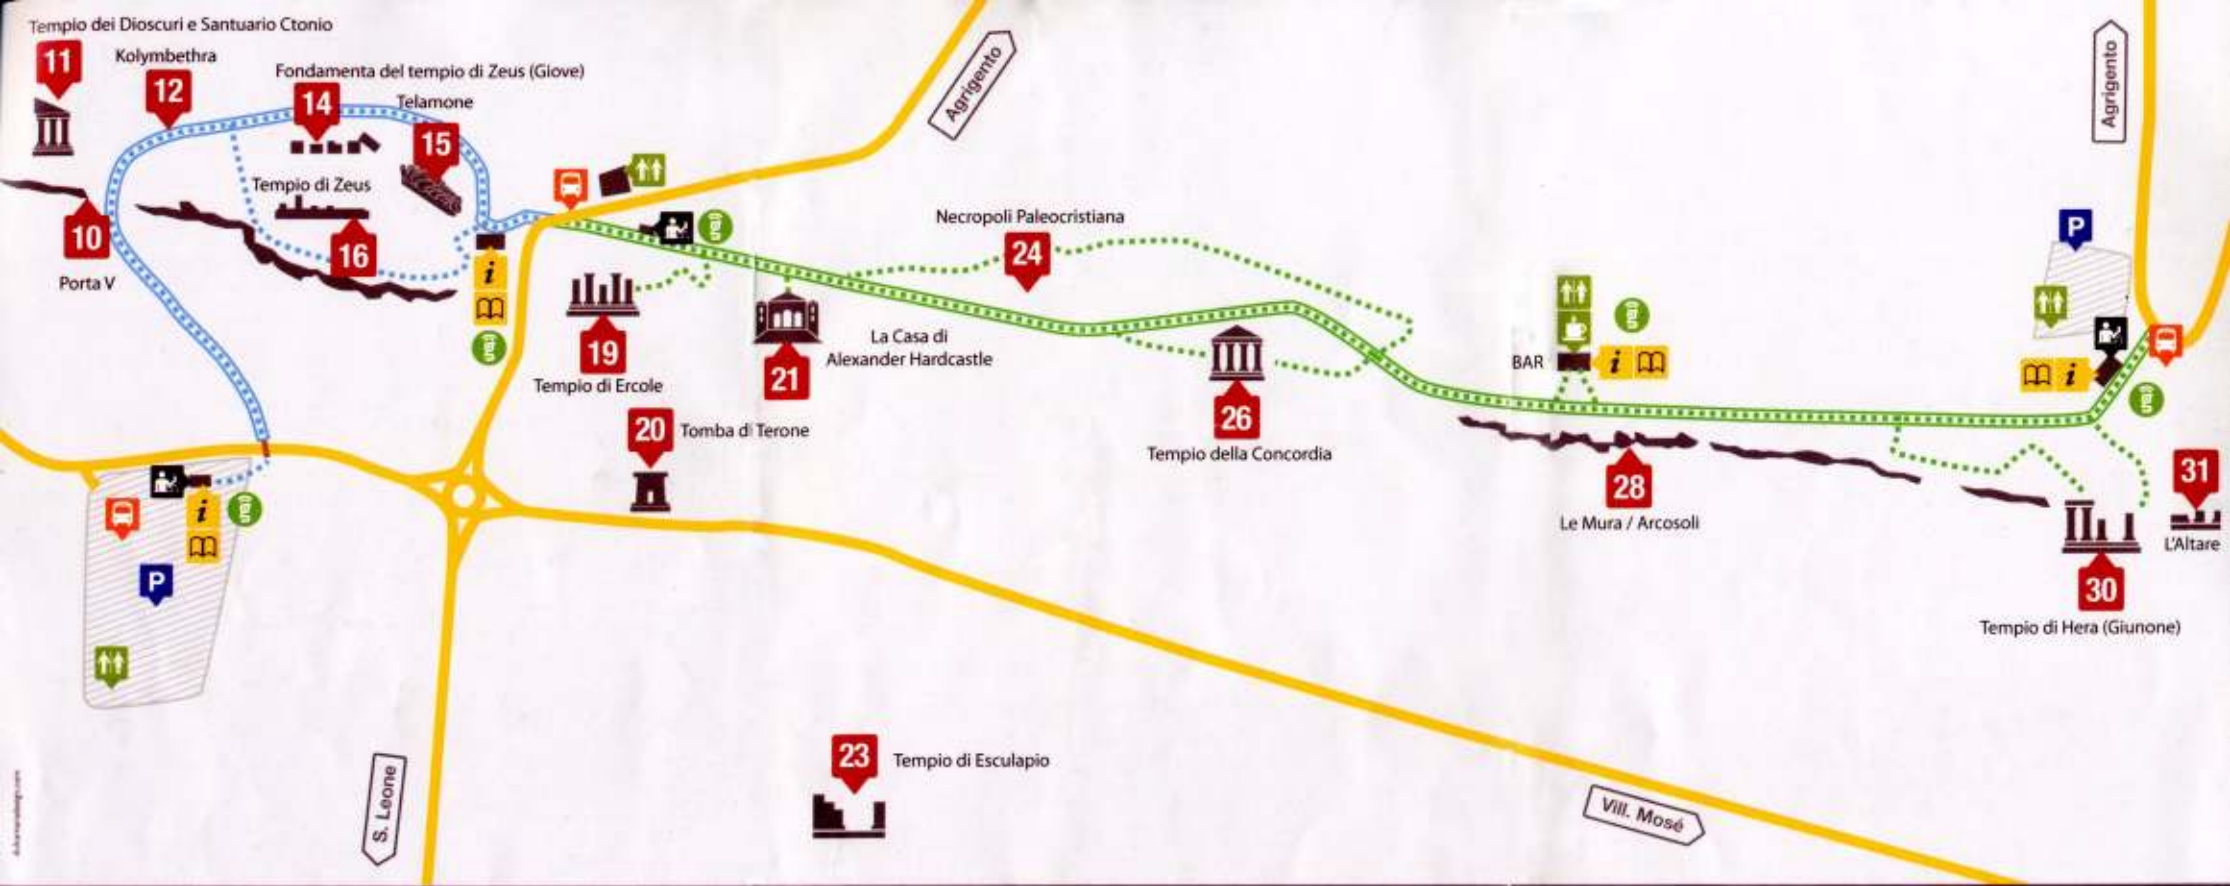 Tempio dei Dioscuri e Santuario Ctonio
11
Kolymbethra
12
Fondamenta del tempio di Zeus (Giove)
14
Telamone
15
Tempio di Zeus
16
10
Porta V
Agrigento
Agrigento
i
19
Tempio di Ercole
20
Tomba di Terone
21
La Casa di
Alexander Hardcastle
Necropoli Paleocristiana
24
26
Tempio della Concordia
BAR
i
28
Le Mura / Arcosoli
P
i
31
L'Altare
30
Tempio di Hera (Giunone)
i
P
S. Leone
23
Tempio di Esculapio
Vill. Mosé